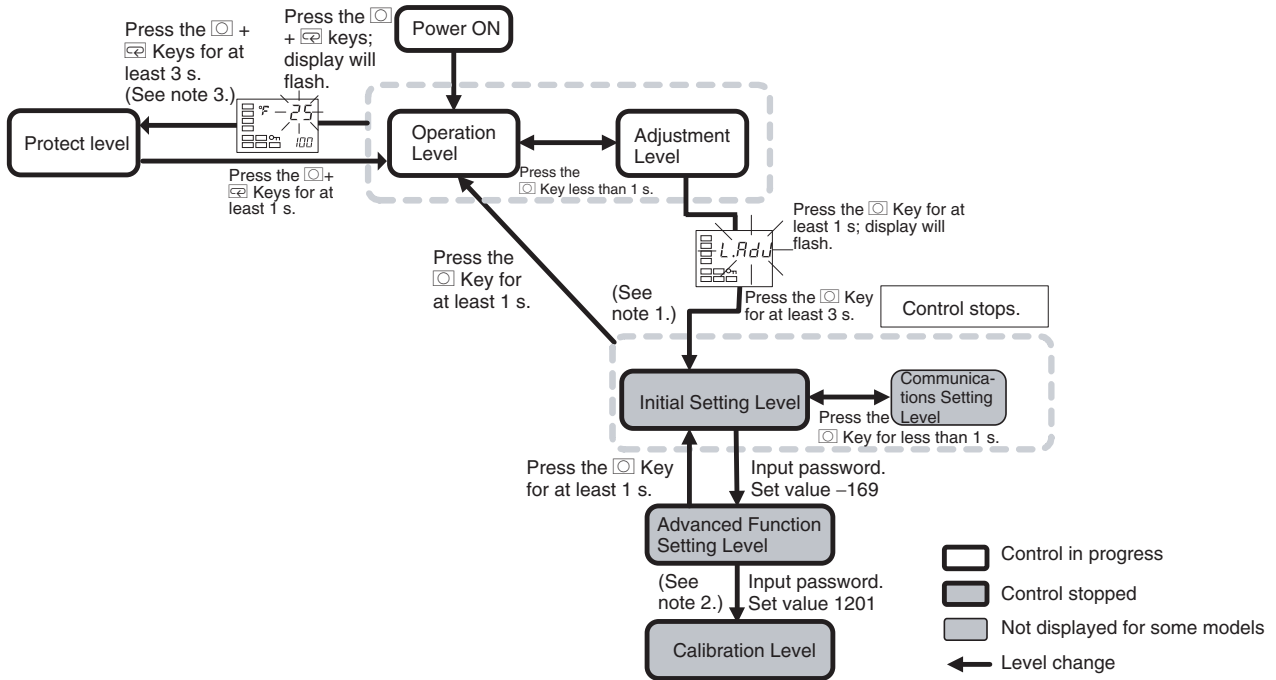 Press the + 
Keys for at
least 3 s.
(See note 3.)
Press the
+ keys;
display will
flash.
Power ON
°F 25
100
Protect level
Operation
Level
Adjustment
Level
Press the
Key less than 1 s.
Press the +
Keys for at
least 1 s.
Press the Key for at
least 1 s; display will
flash.
L.AdJ
Press the
Key for
at least 1 s.
(See
note 1.)
Press the Key
for at least 3 s.
Control stops.
Initial Setting Level
Communica-
tions Setting
Level
Press the
Key for less than 1 s.
Press the Key
for at least 1 s.
Input password.
Set value –169
Advanced Function
Setting Level
(See
note 2.)
Input password.
Set value 1201
Calibration Level
Control in progress
Control stopped
Not displayed for some models
Level change